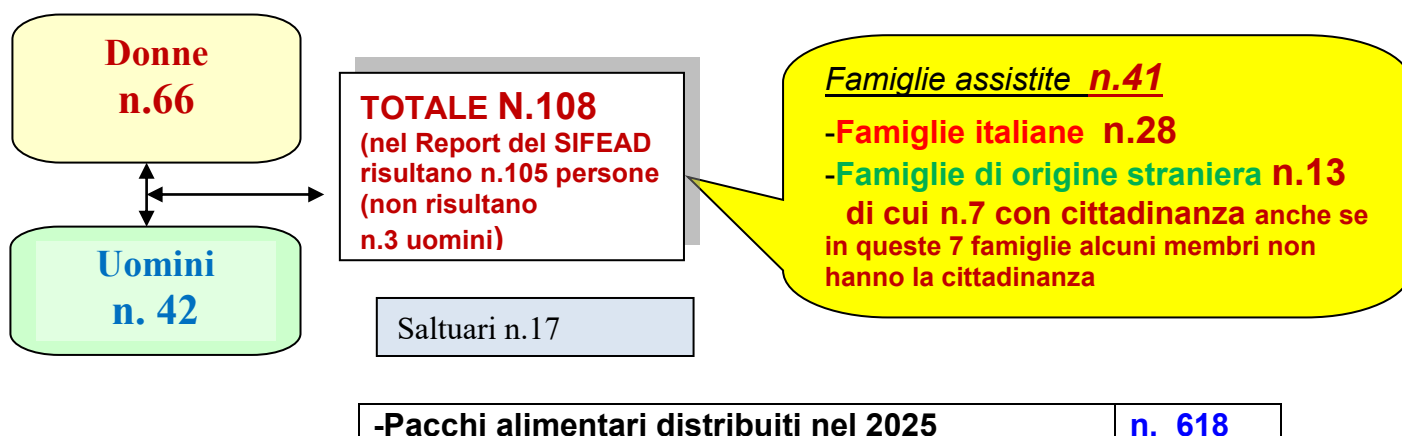 Donne
n.66
Uomini
n. 42
TOTALE N.108
(nel Report del SIFEAD
risultano n.105 persone
(non risultano
n.3 uomini)
Saltuari n.17
Famiglie assistite n.41
-Famiglie italiane n.28
-Famiglie di origine straniera n.13
di cui n.7 con cittadinanza anche se
in queste 7 famiglie alcuni membri non
hanno la cittadinanza
-Pacchi alimentari distribuiti nel 2025 n. 618